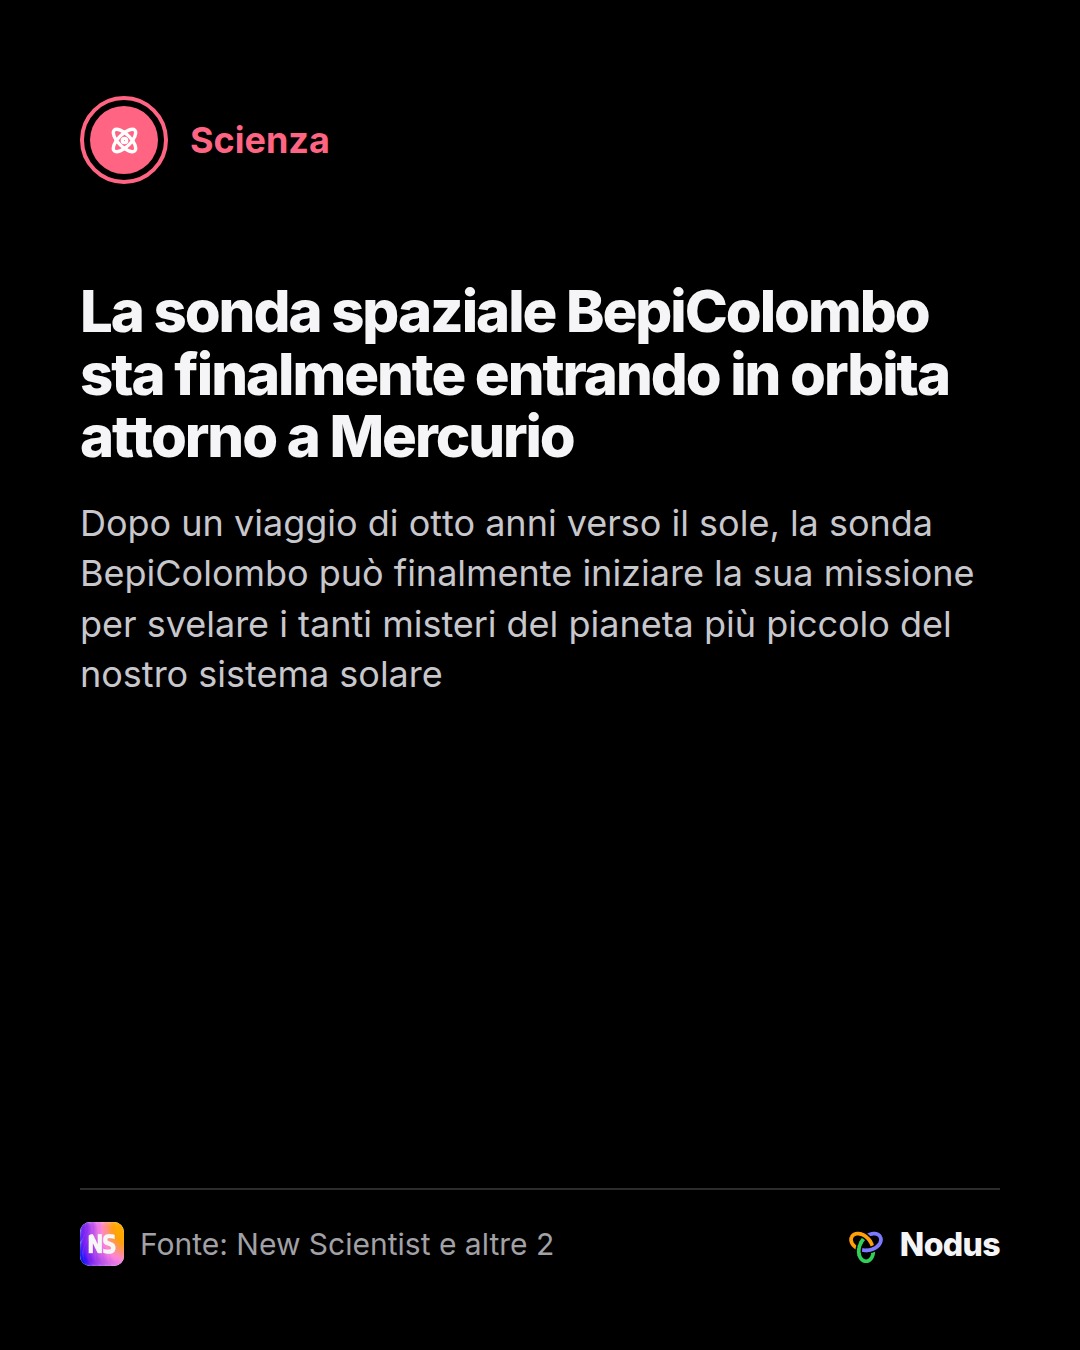 Scienza
La sonda spaziale BepiColombo
sta finalmente entrando in orbita
attorno a Mercurio
Dopo un viaggio di otto anni verso il sole, la sonda
BepiColombo può finalmente iniziare la sua missione
per svelare i tanti misteri del pianeta più piccolo del
nostro sistema solare
NS Fonte: New Scientist e altre 2
Nodus